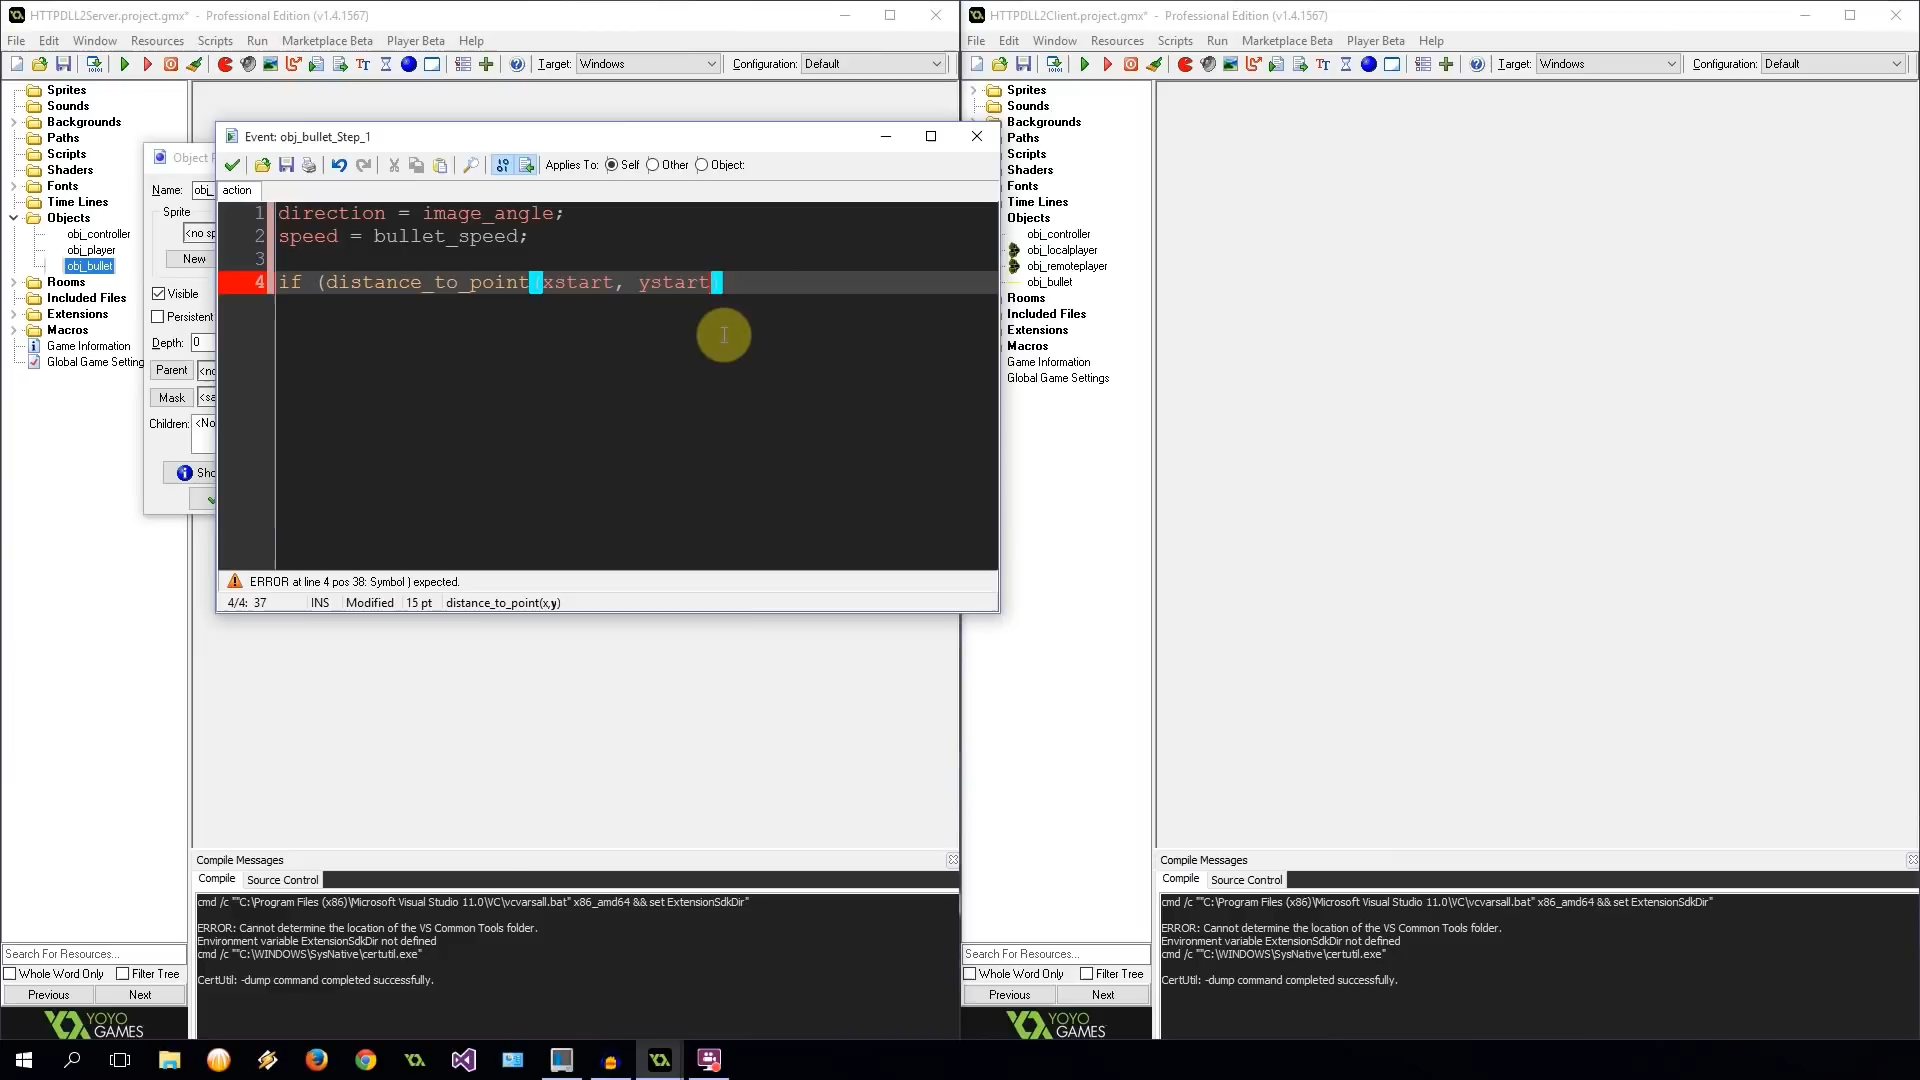 HTTPDLL2Server.project.gmx* - Professional Edition (v1.4.1567)
File Edit Window Resources Scripts Run Marketplace Beta Player Beta Help
Target: Windows Configuration: Default
Sprites
Sounds
Backgrounds
Paths
Scripts
Shaders
Fonts
Time Lines
Objects
obj_controller
obj_player
obj_bullet
Rooms
Included Files
Extensions
Macros
Game Information
Global Game Setting
Object
Name: obj_
Sprite
<no sp
New
Visible
Persistent
Depth: 0
Parent <no
Mask <sa
Children: <No
Sho
Event: obj_bullet_Step_1
Applies To: Self Other Object:
action
1 direction = image_angle;
2 speed = bullet_speed;
3
4 if (distance_to_point(xstart, ystart)
ERROR at line 4 pos 38: Symbol ) expected.
4/4: 37 INS Modified 15 pt distance_to_point(x,y)
Compile Messages
Compile Source Control
cmd /c ""C:\Program Files (x86)\Microsoft Visual Studio 11.0\VC\vcvarsall.bat" x86_amd64 && set ExtensionSdkDir"
ERROR: Cannot determine the location of the VS Common Tools folder.
Environment variable ExtensionSdkDir not defined
cmd /c ""C:\WINDOWS\SysNative\certutil.exe"
CertUtil: -dump command completed successfully.
Search For Resources...
Whole Word Only Filter Tree
Previous Next
YOYO
GAMES
HTTPDLL2Client.project.gmx* - Professional Edition (v1.4.1567)
File Edit Window Resources Scripts Run Marketplace Beta Player Beta Help
Target: Windows Configuration: Default
Sprites
Sounds
Backgrounds
Paths
Scripts
Shaders
Fonts
Time Lines
Objects
obj_controller
obj_localplayer
obj_remoteplayer
obj_bullet
Rooms
Included Files
Extensions
Macros
Game Information
Global Game Settings
Compile Messages
Compile Source Control
cmd /c ""C:\Program Files (x86)\Microsoft Visual Studio 11.0\VC\vcvarsall.bat" x86_amd64 && set ExtensionSdkDir"
ERROR: Cannot determine the location of the VS Common Tools folder.
Environment variable ExtensionSdkDir not defined
cmd /c ""C:\WINDOWS\SysNative\certutil.exe"
CertUtil: -dump command completed successfully.
Search For Resources...
Whole Word Only Filter Tree
Previous Next
YOYO
GAMES